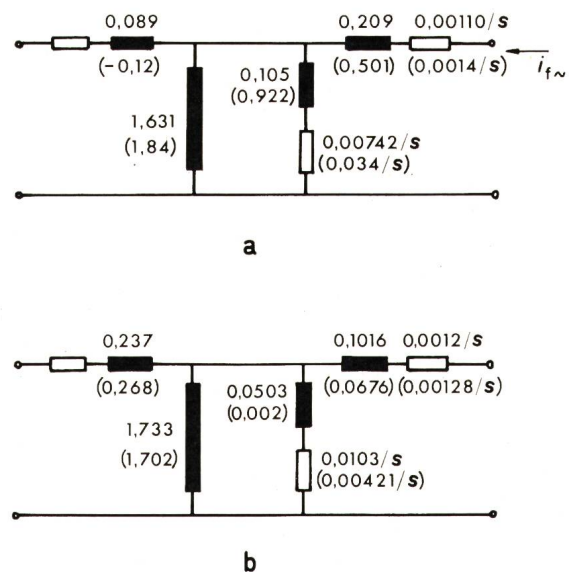 0,089
(-0,12)
1,631
(1,84)
0,105
(0,922)
0,00742/s
(0,034/s)
0,209
(0,501)
0,00110/s
(0,0014/s)
if~
a
0,237
(0,268)
1,733
(1,702)
0,0503
(0,002)
0,0103/s
(0,00421/s)
0,1016
(0,0676)
0,0012/s
(0,00128/s)
b